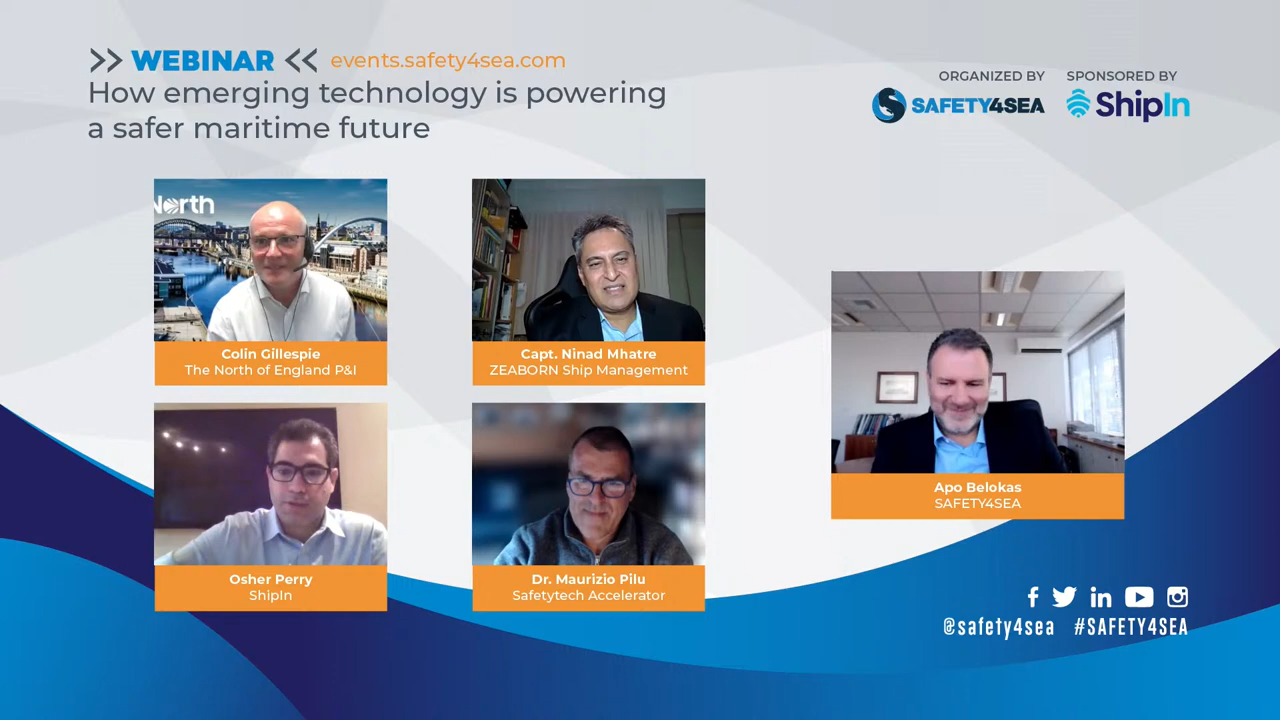 >> WEBINAR << events.safety4sea.com
How emerging technology is powering
a safer maritime future
ORGANIZED BY
SAFETY4SEA
SPONSORED BY
ShipIn
North
Colin Gillespie
The North of England P&I
Capt. Ninad Mhatre
ZEABORN Ship Management
Osher Perry
ShipIn
Dr. Maurizio Pilu
Safetytech Accelerator
Apo Belokas
SAFETY4SEA
@safety4sea #SAFETY4SEA